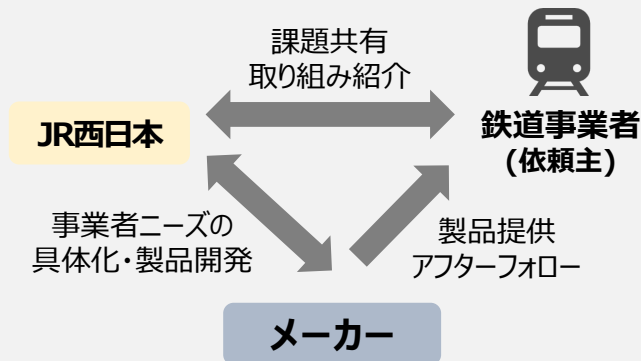 課題共有
取り組み紹介
JR西日本
鉄道事業者
(依頼主)
事業者ニーズの
具体化・製品開発
製品提供
アフターフォロー
メーカー